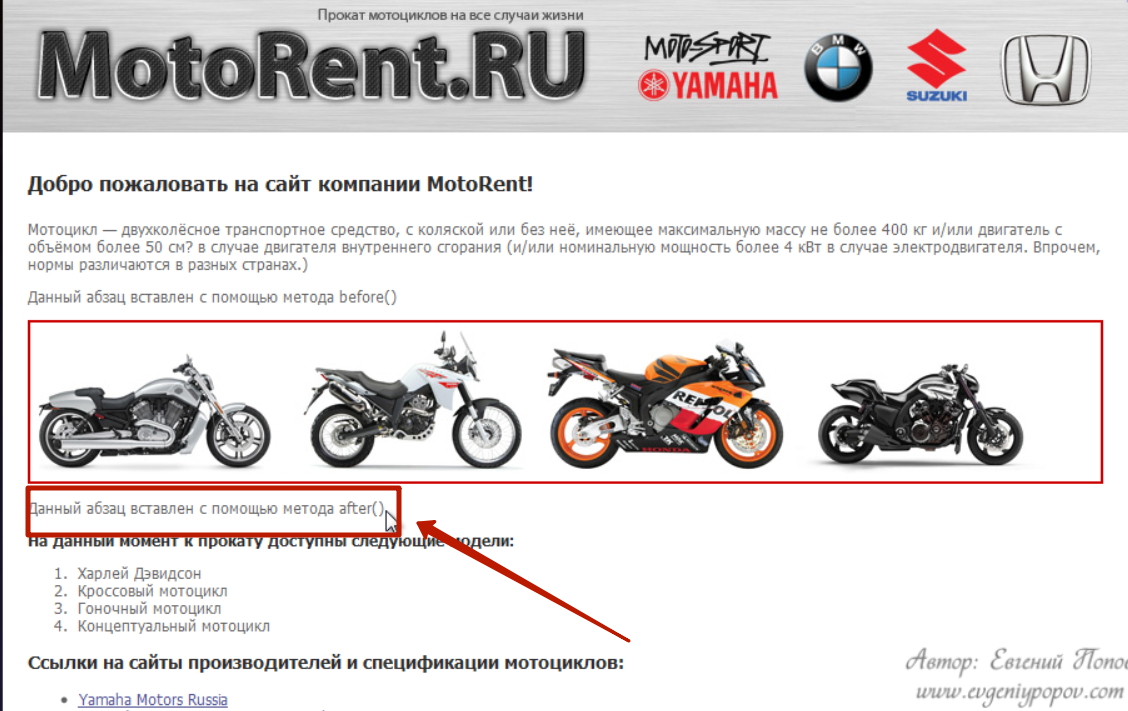 Прокат мотоциклов на все случаи жизни
MotoRent.RU
MOTOSPORT
YAMAHA
BMW
SUZUKI
Добро пожаловать на сайт компании MotoRent!
Мотоцикл — двухколёсное транспортное средство, с коляской или без неё, имеющее максимальную массу не более 400 кг и/или двигатель с
объёмом более 50 см? в случае двигателя внутреннего сгорания (и/или номинальную мощность более 4 кВт в случае электродвигателя. Впрочем,
нормы различаются в разных странах.)
Данный абзац вставлен с помощью метода before()
REPSOL
HONDA
Данный абзац вставлен с помощью метода after()
На данный момент к прокату доступны следующие модели:
1. Харлей Дэвидсон
2. Кроссовый мотоцикл
3. Гоночный мотоцикл
4. Концептуальный мотоцикл
Ссылки на сайты производителей и спецификации мотоциклов:
Автор: Евгений Попов
www.evgeniypopov.com
• Yamaha Motors Russia